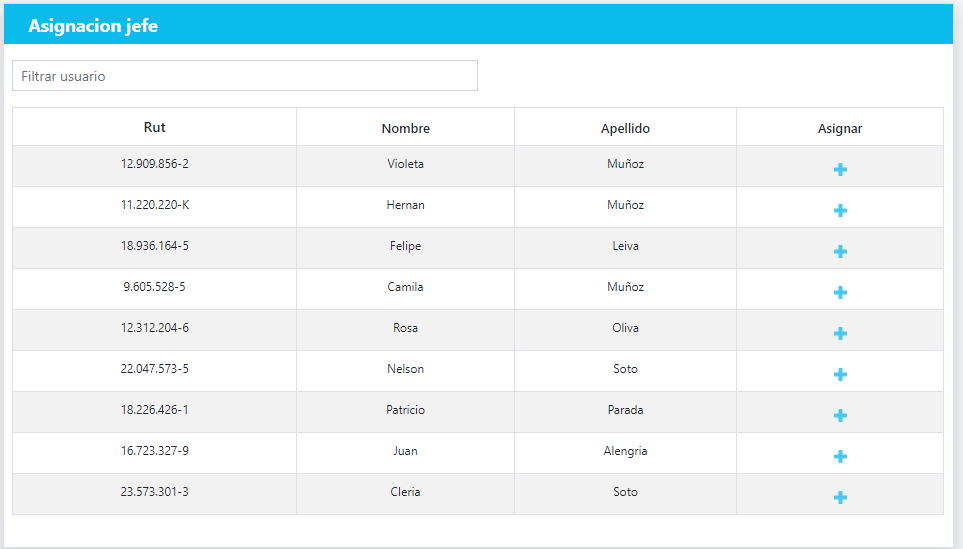 Asignacion jefe
Filtrar usuario
Rut Nombre Apellido Asignar
12.909.856-2 Violeta Muñoz
11.220.220-K Hernan Muñoz
18.936.164-5 Felipe Leiva
9.605.528-5 Camila Muñoz
12.312.204-6 Rosa Oliva
22.047.573-5 Nelson Soto
18.226.426-1 Patricio Parada
16.723.327-9 Juan Alengria
23.573.301-3 Cleria Soto